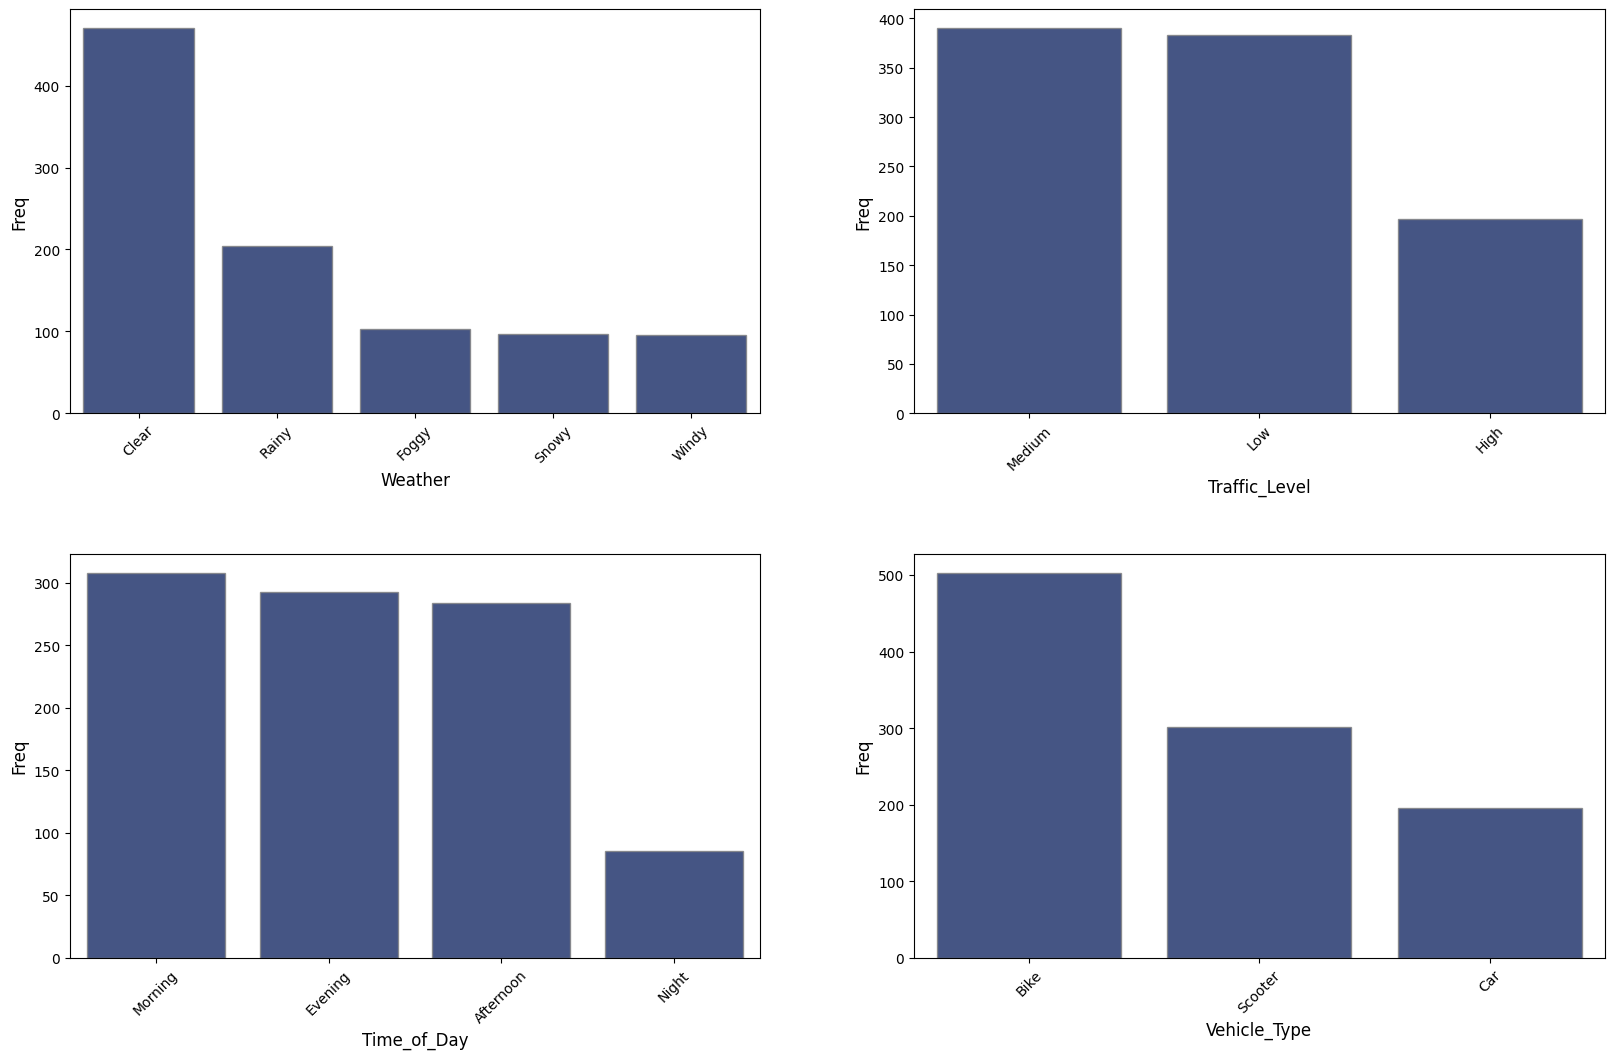 400
300
200
100
0
Freq
Clear
Rainy
Foggy
Snowy
Windy
Weather
400
350
300
250
200
150
100
50
0
Freq
Medium
Low
High
Traffic_Level
300
250
200
150
100
50
0
Freq
Morning
Evening
Afternoon
Night
Time_of_Day
500
400
300
200
100
0
Freq
Bike
Scooter
Car
Vehicle_Type